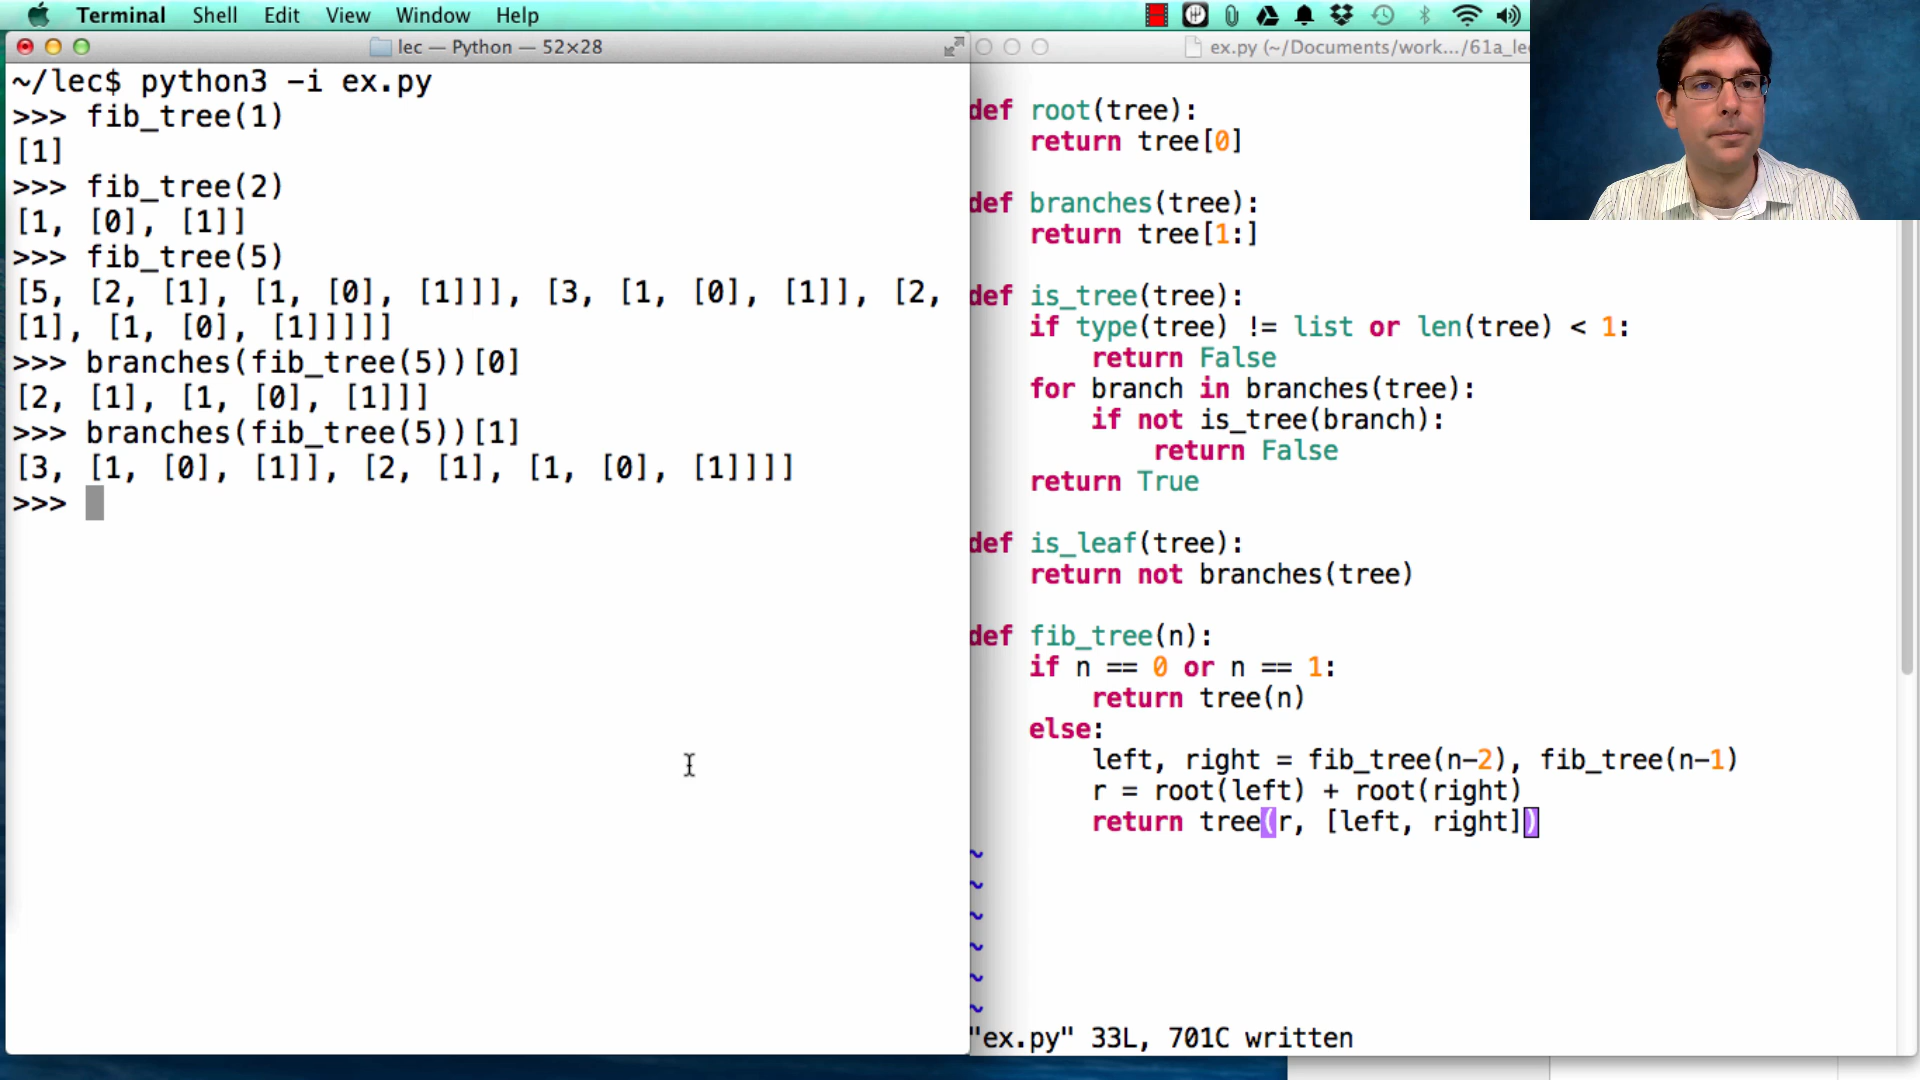 Terminal Shell Edit View Window Help
lec — Python — 52×28
~/lec$ python3 -i ex.py
>>> fib_tree(1)
[1]
>>> fib_tree(2)
[1, [0], [1]]
>>> fib_tree(5)
[5, [2, [1], [1, [0], [1]]], [3, [1, [0], [1]], [2,
[1], [1, [0], [1]]]]]
>>> branches(fib_tree(5))[0]
[2, [1], [1, [0], [1]]]
>>> branches(fib_tree(5))[1]
[3, [1, [0], [1]], [2, [1], [1, [0], [1]]]]
>>>
ex.py (~/Documents/work.../61a_le
def root(tree):
    return tree[0]
def branches(tree):
    return tree[1:]
def is_tree(tree):
    if type(tree) != list or len(tree) < 1:
        return False
    for branch in branches(tree):
        if not is_tree(branch):
            return False
    return True
def is_leaf(tree):
    return not branches(tree)
def fib_tree(n):
    if n == 0 or n == 1:
        return tree(n)
    else:
        left, right = fib_tree(n-2), fib_tree(n-1)
        r = root(left) + root(right)
        return tree(r, [left, right])
~
~
~
~
~
~
"ex.py" 33L, 701C written